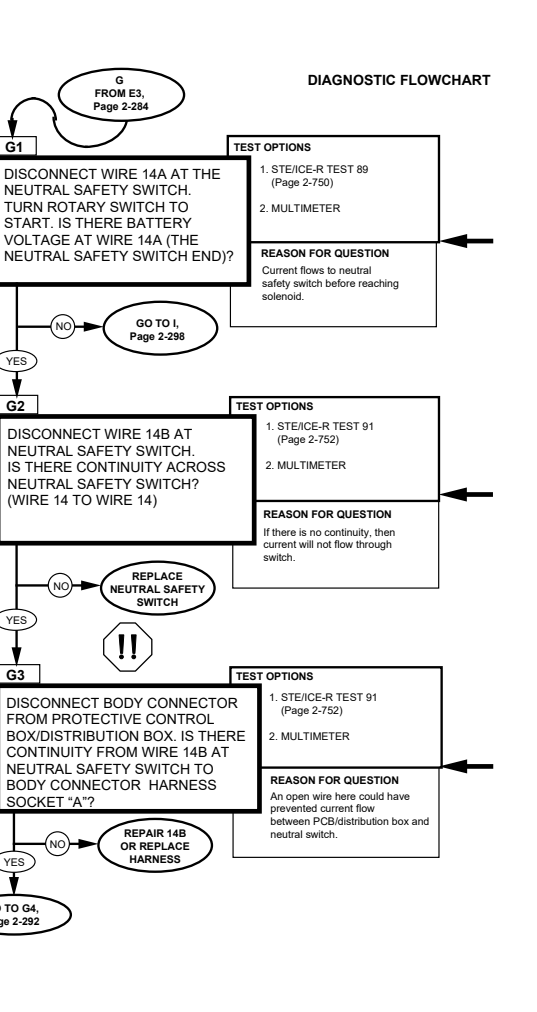 DIAGNOSTIC FLOWCHART
G
FROM E3,
Page 2-284
G1
DISCONNECT WIRE 14A AT THE
NEUTRAL SAFETY SWITCH.
TURN ROTARY SWITCH TO
START. IS THERE BATTERY
VOLTAGE AT WIRE 14A (THE
NEUTRAL SAFETY SWITCH END)?
TEST OPTIONS
1. STE/ICE-R TEST 89
(Page 2-750)
2. MULTIMETER
REASON FOR QUESTION
Current flows to neutral
safety switch before reaching
solenoid.
NO
GO TO I,
Page 2-298
YES
G2
DISCONNECT WIRE 14B AT
NEUTRAL SAFETY SWITCH.
IS THERE CONTINUITY ACROSS
NEUTRAL SAFETY SWITCH?
(WIRE 14 TO WIRE 14)
TEST OPTIONS
1. STE/ICE-R TEST 91
(Page 2-752)
2. MULTIMETER
REASON FOR QUESTION
If there is no continuity, then
current will not flow through
switch.
NO
REPLACE
NEUTRAL SAFETY
SWITCH
YES
!!
G3
DISCONNECT BODY CONNECTOR
FROM PROTECTIVE CONTROL
BOX/DISTRIBUTION BOX. IS THERE
CONTINUITY FROM WIRE 14B AT
NEUTRAL SAFETY SWITCH TO
BODY CONNECTOR HARNESS
SOCKET “A”?
TEST OPTIONS
1. STE/ICE-R TEST 91
(Page 2-752)
2. MULTIMETER
REASON FOR QUESTION
An open wire here could have
prevented current flow
between PCB/distribution box and
neutral switch.
NO
REPAIR 14B
OR REPLACE
HARNESS
YES
TO G4,
2-292